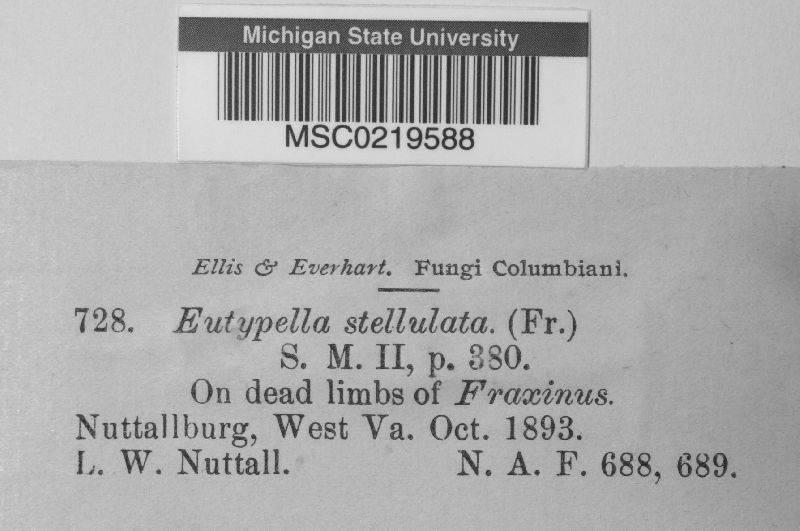 Michigan State University
MSC0219588
Ellis & Everhart. Fungi Columbiani.
728. Eutypella stellulata. (Fr.)
S. M. II, p. 380.
On dead limbs of Fraxinus.
Nuttallburg, West Va. Oct. 1893.
L. W. Nuttall. N. A. F. 688, 689.